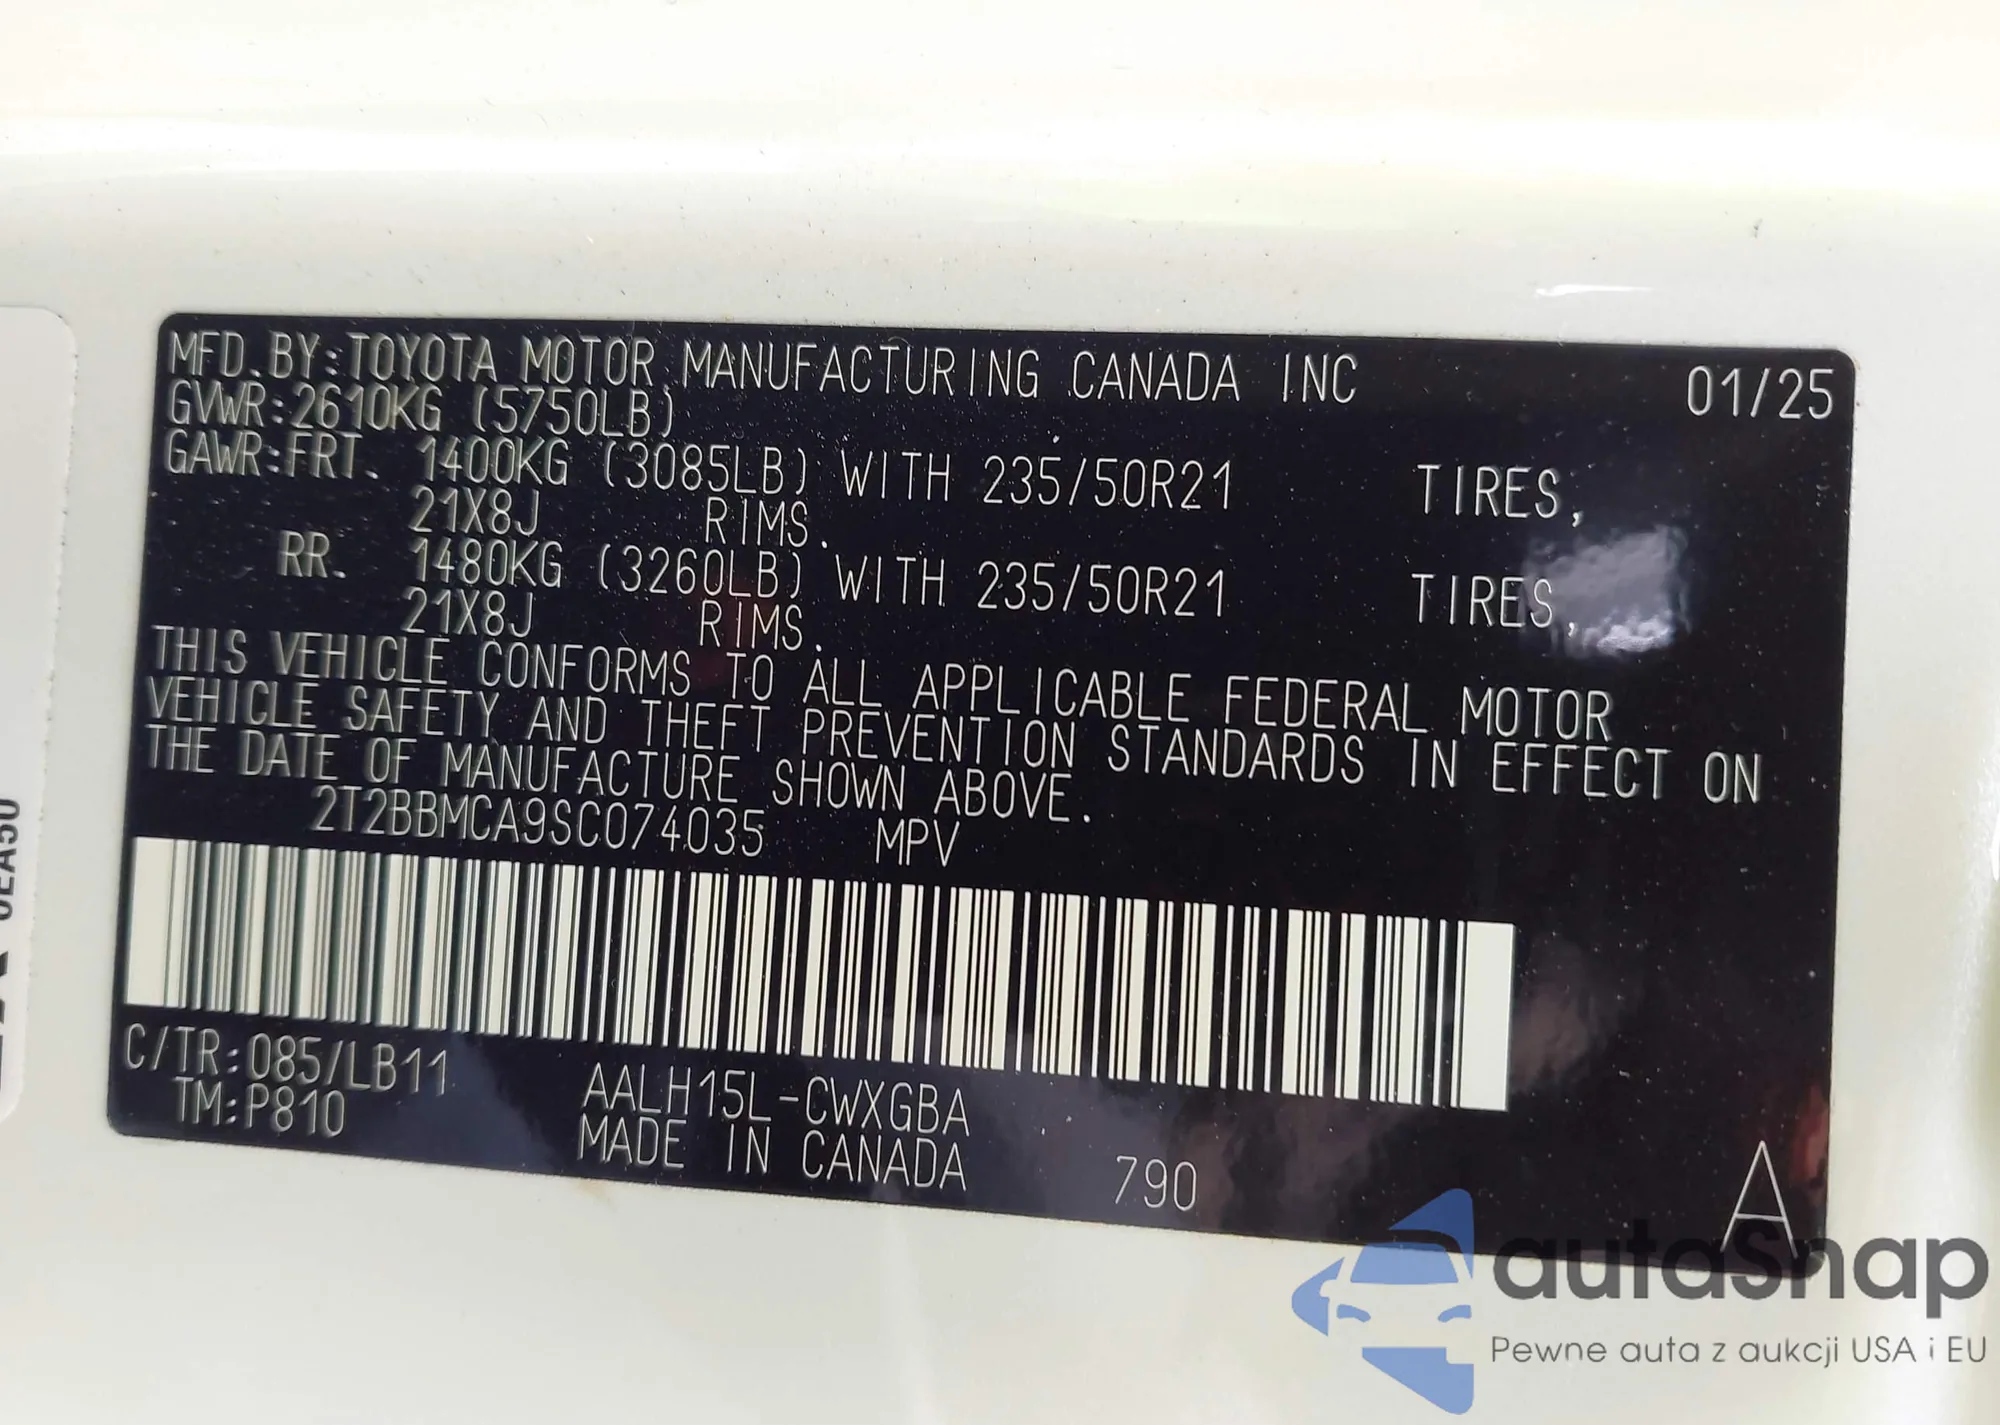 MFD.BY:TOYOTA MOTOR MANUFACTURING CANADA INC 01/25
GVWR:2610KG (5750LB)
GAWR:FRT. 1400KG (3085LB) WITH 235/50R21 TIRES,
21X8J RIMS.
RR. 1480KG (3260LB) WITH 235/50R21 TIRES,
21X8J RIMS.
THIS VEHICLE CONFORMS TO ALL APPLICABLE FEDERAL MOTOR
VEHICLE SAFETY AND THEFT PREVENTION STANDARDS IN EFFECT ON
THE DATE OF MANUFACTURE SHOWN ABOVE.
2T2BBMCA9SC074035 MPV
C/TR:085/LB11 AALH15L-CWXGBA
TM:P810 MADE IN CANADA 790 A
autaSnap
Pewne auta z aukcji USA i EU